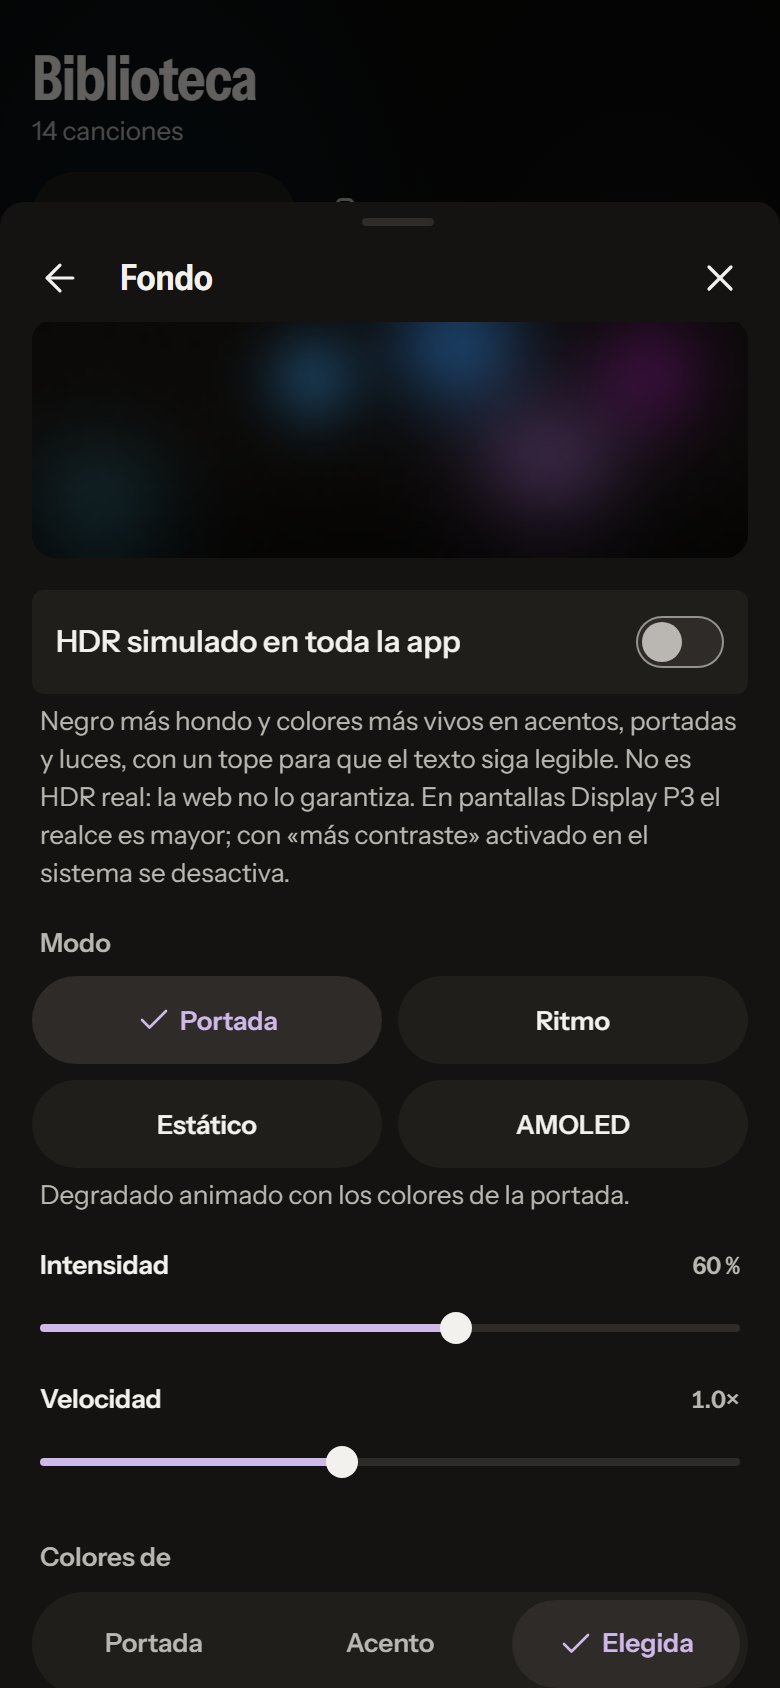 Biblioteca
14 canciones
Fondo
HDR simulado en toda la app
Negro más hondo y colores más vivos en acentos, portadas
y luces, con un tope para que el texto siga legible. No es
HDR real: la web no lo garantiza. En pantallas Display P3 el
realce es mayor; con «más contraste» activado en el
sistema se desactiva.
Modo
Portada
Ritmo
Estático
AMOLED
Degradado animado con los colores de la portada.
Intensidad
60 %
Velocidad
1.0×
Colores de
Portada
Acento
Elegida